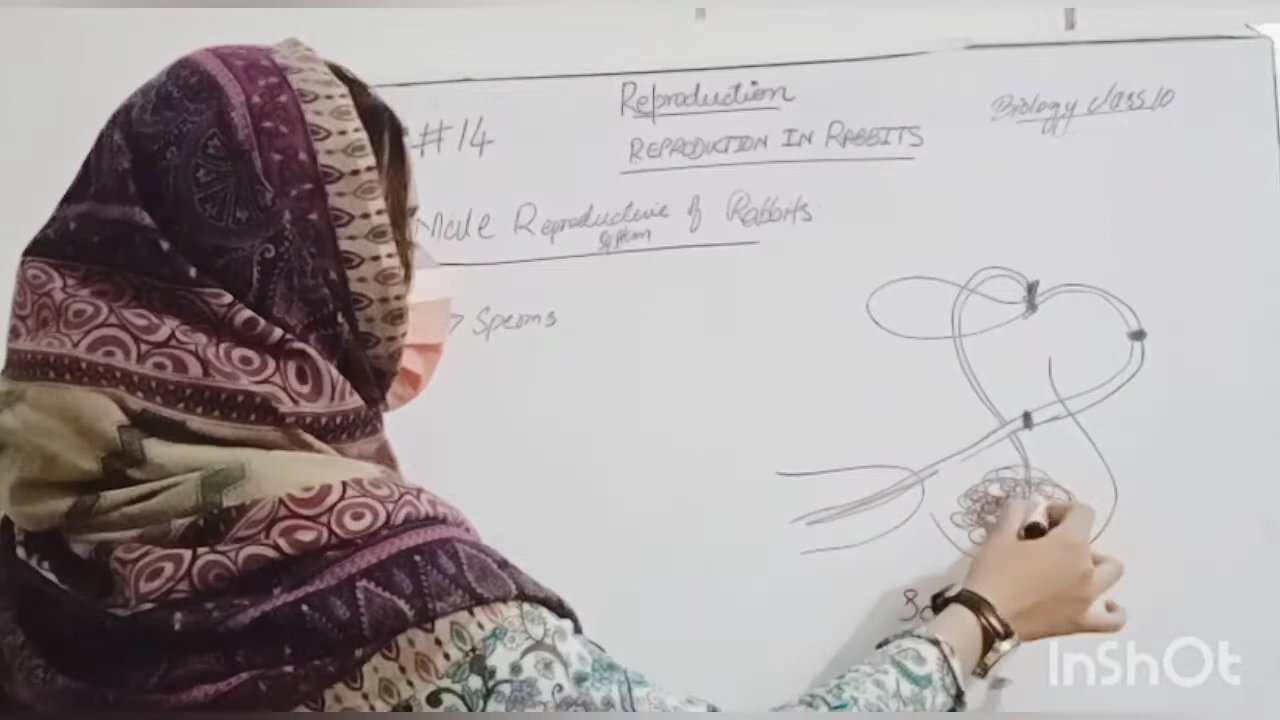 Reproduction
Biology class 10
#14
REPRODUCTION IN RABBITS
Male Reproductive of Rabbits
System
> Sperms
InShOt